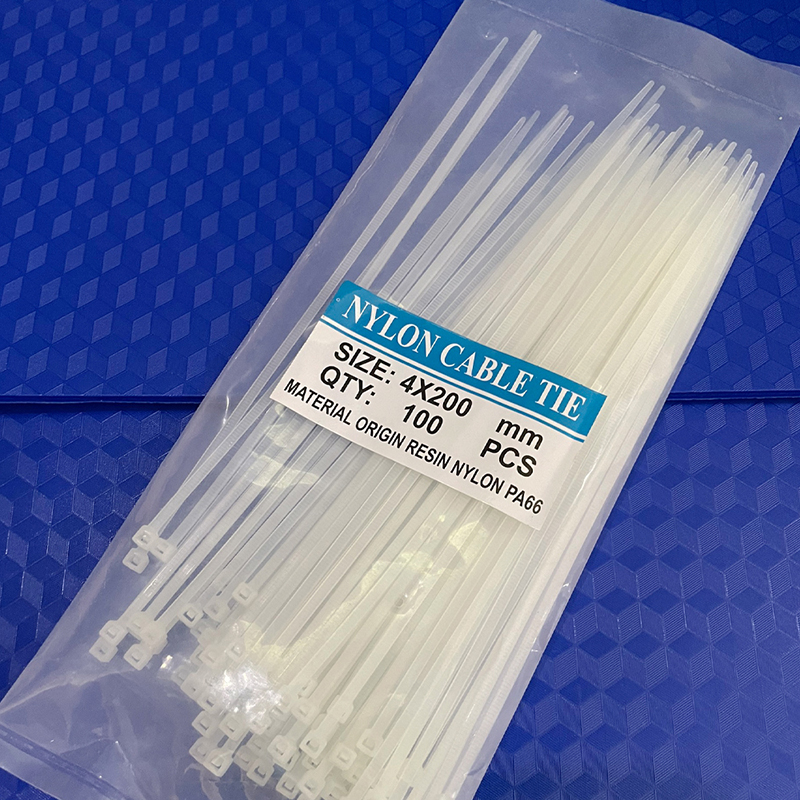 NYLON CABLE TIE
SIZE: 4X200 mm
QTY: 100 PCS
MATERIAL ORIGIN RESIN NYLON PA66